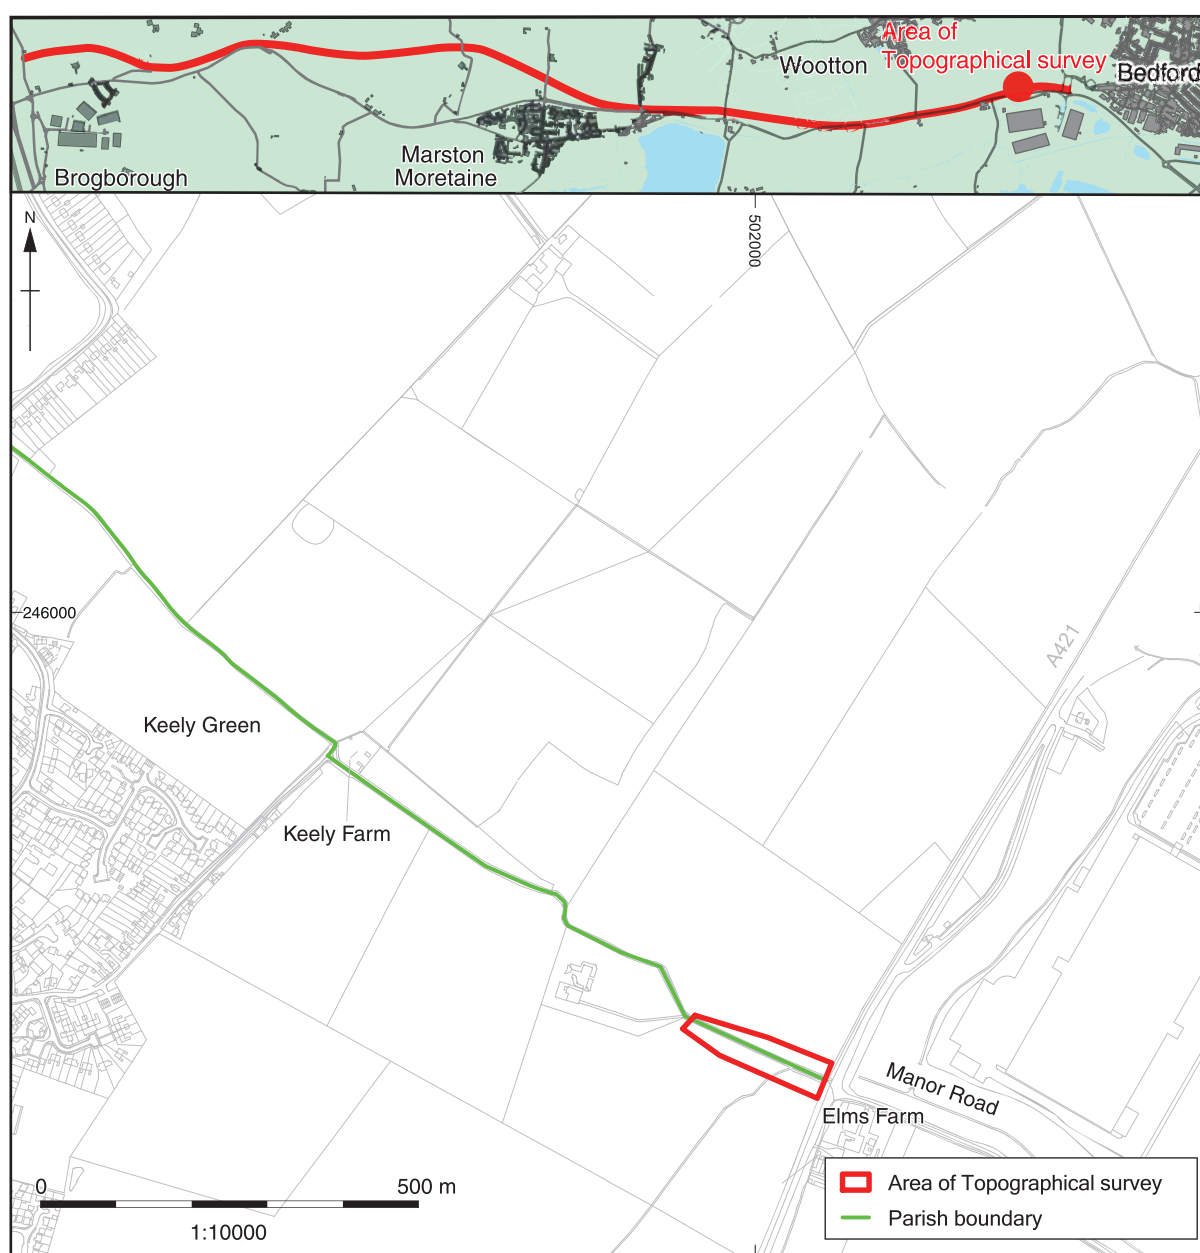 Area of
Topographical survey
Wootton
Bedford
Marston
Moretaine
Brogborough
N
502000
246000
A421
Keely Green
Keely Farm
Manor Road
Elms Farm
0
500 m
1:10000
Area of Topographical survey
Parish boundary